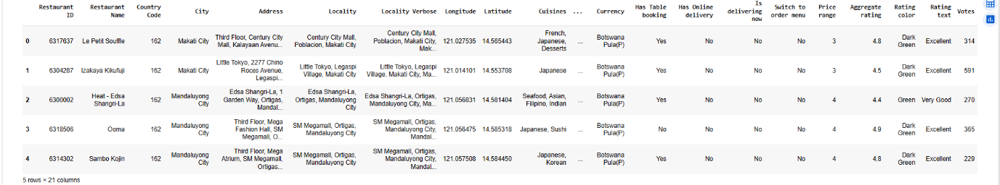 Restaurant ID Restaurant Name Country Code City Address Locality Locality Verbose Longitude Latitude Cuisines ... Currency Has Table booking Has Online delivery Is delivering now Switch to order menu Price range Aggregate rating Rating color Rating text Votes
0 6317637 Le Petit Souffle 162 Makati City Third Floor, Century City Mall, Kalayaan Avenu... Century City Mall, Poblacion, Makati City Century City Mall, Poblacion, Makati City, Mak... 121.027535 14.565443 French, Japanese, Desserts ... Botswana Pula(P) Yes No No No 3 4.8 Dark Green Excellent 314
1 6304287 Izakaya Kikufuji 162 Makati City Little Tokyo, 2277 Chino Roces Avenue, Legaspi... Little Tokyo, Legaspi Village, Makati City Little Tokyo, Legaspi Village, Makati City, Ma... 121.014101 14.553708 Japanese ... Botswana Pula(P) Yes No No No 3 4.5 Dark Green Excellent 591
2 6300002 Heat - Edsa Shangri-La 162 Mandaluyong City Edsa Shangri-La, 1 Garden Way, Ortigas, Mandal... Edsa Shangri-La, Ortigas, Mandaluyong City Edsa Shangri-La, Ortigas, Mandaluyong City, Ma... 121.056831 14.581404 Seafood, Asian, Filipino, Indian ... Botswana Pula(P) Yes No No No 4 4.4 Green Very Good 270
3 6318506 Ooma 162 Mandaluyong City Third Floor, Mega Fashion Hall, SM Megamall, O... SM Megamall, Ortigas, Mandaluyong City SM Megamall, Ortigas, Mandaluyong City, Mandal... 121.056475 14.585318 Japanese, Sushi ... Botswana Pula(P) No No No No 4 4.9 Dark Green Excellent 365
4 6314302 Sambo Kojin 162 Mandaluyong City Third Floor, Mega Atrium, SM Megamall, Ortigas... SM Megamall, Ortigas, Mandaluyong City SM Megamall, Ortigas, Mandaluyong City, Mandal... 121.057508 14.584450 Japanese, Korean ... Botswana Pula(P) Yes No No No 4 4.8 Dark Green Excellent 229
5 rows × 21 columns